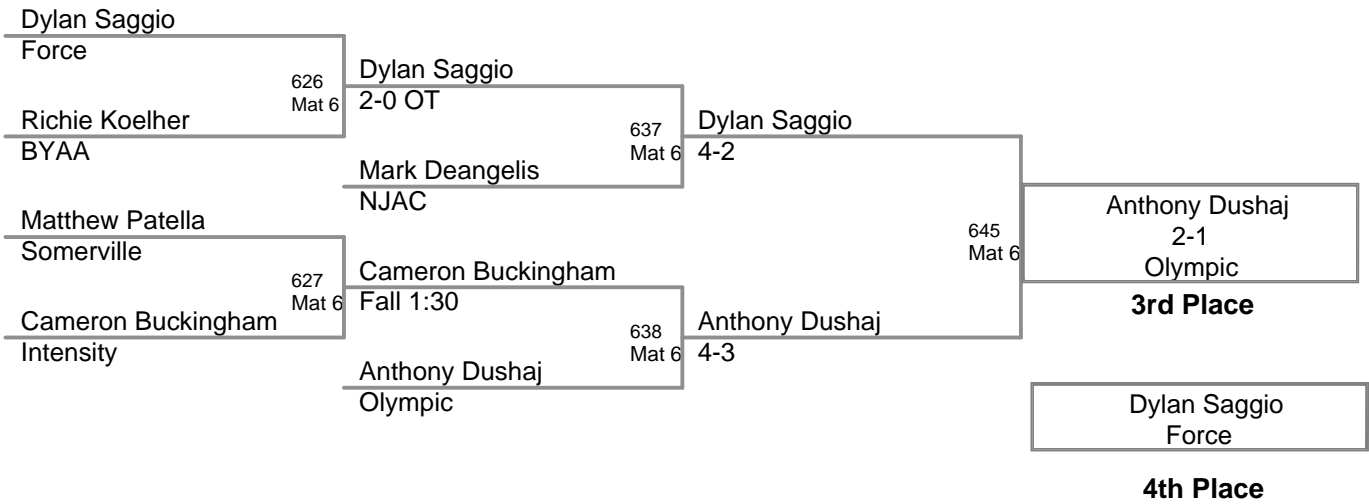 Dylan Saggio
Force
626
Mat 6
Dylan Saggio
2-0 OT
Richie Koelher
BYAA
637
Mat 6
Dylan Saggio
4-2
Mark Deangelis
NJAC
Matthew Patella
Somerville
645
Mat 6
Anthony Dushaj
2-1
Olympic
3rd Place
627
Mat 6
Cameron Buckingham
Fall 1:30
Cameron Buckingham
Intensity
638
Mat 6
Anthony Dushaj
4-3
Anthony Dushaj
Olympic
Dylan Saggio
Force
4th Place